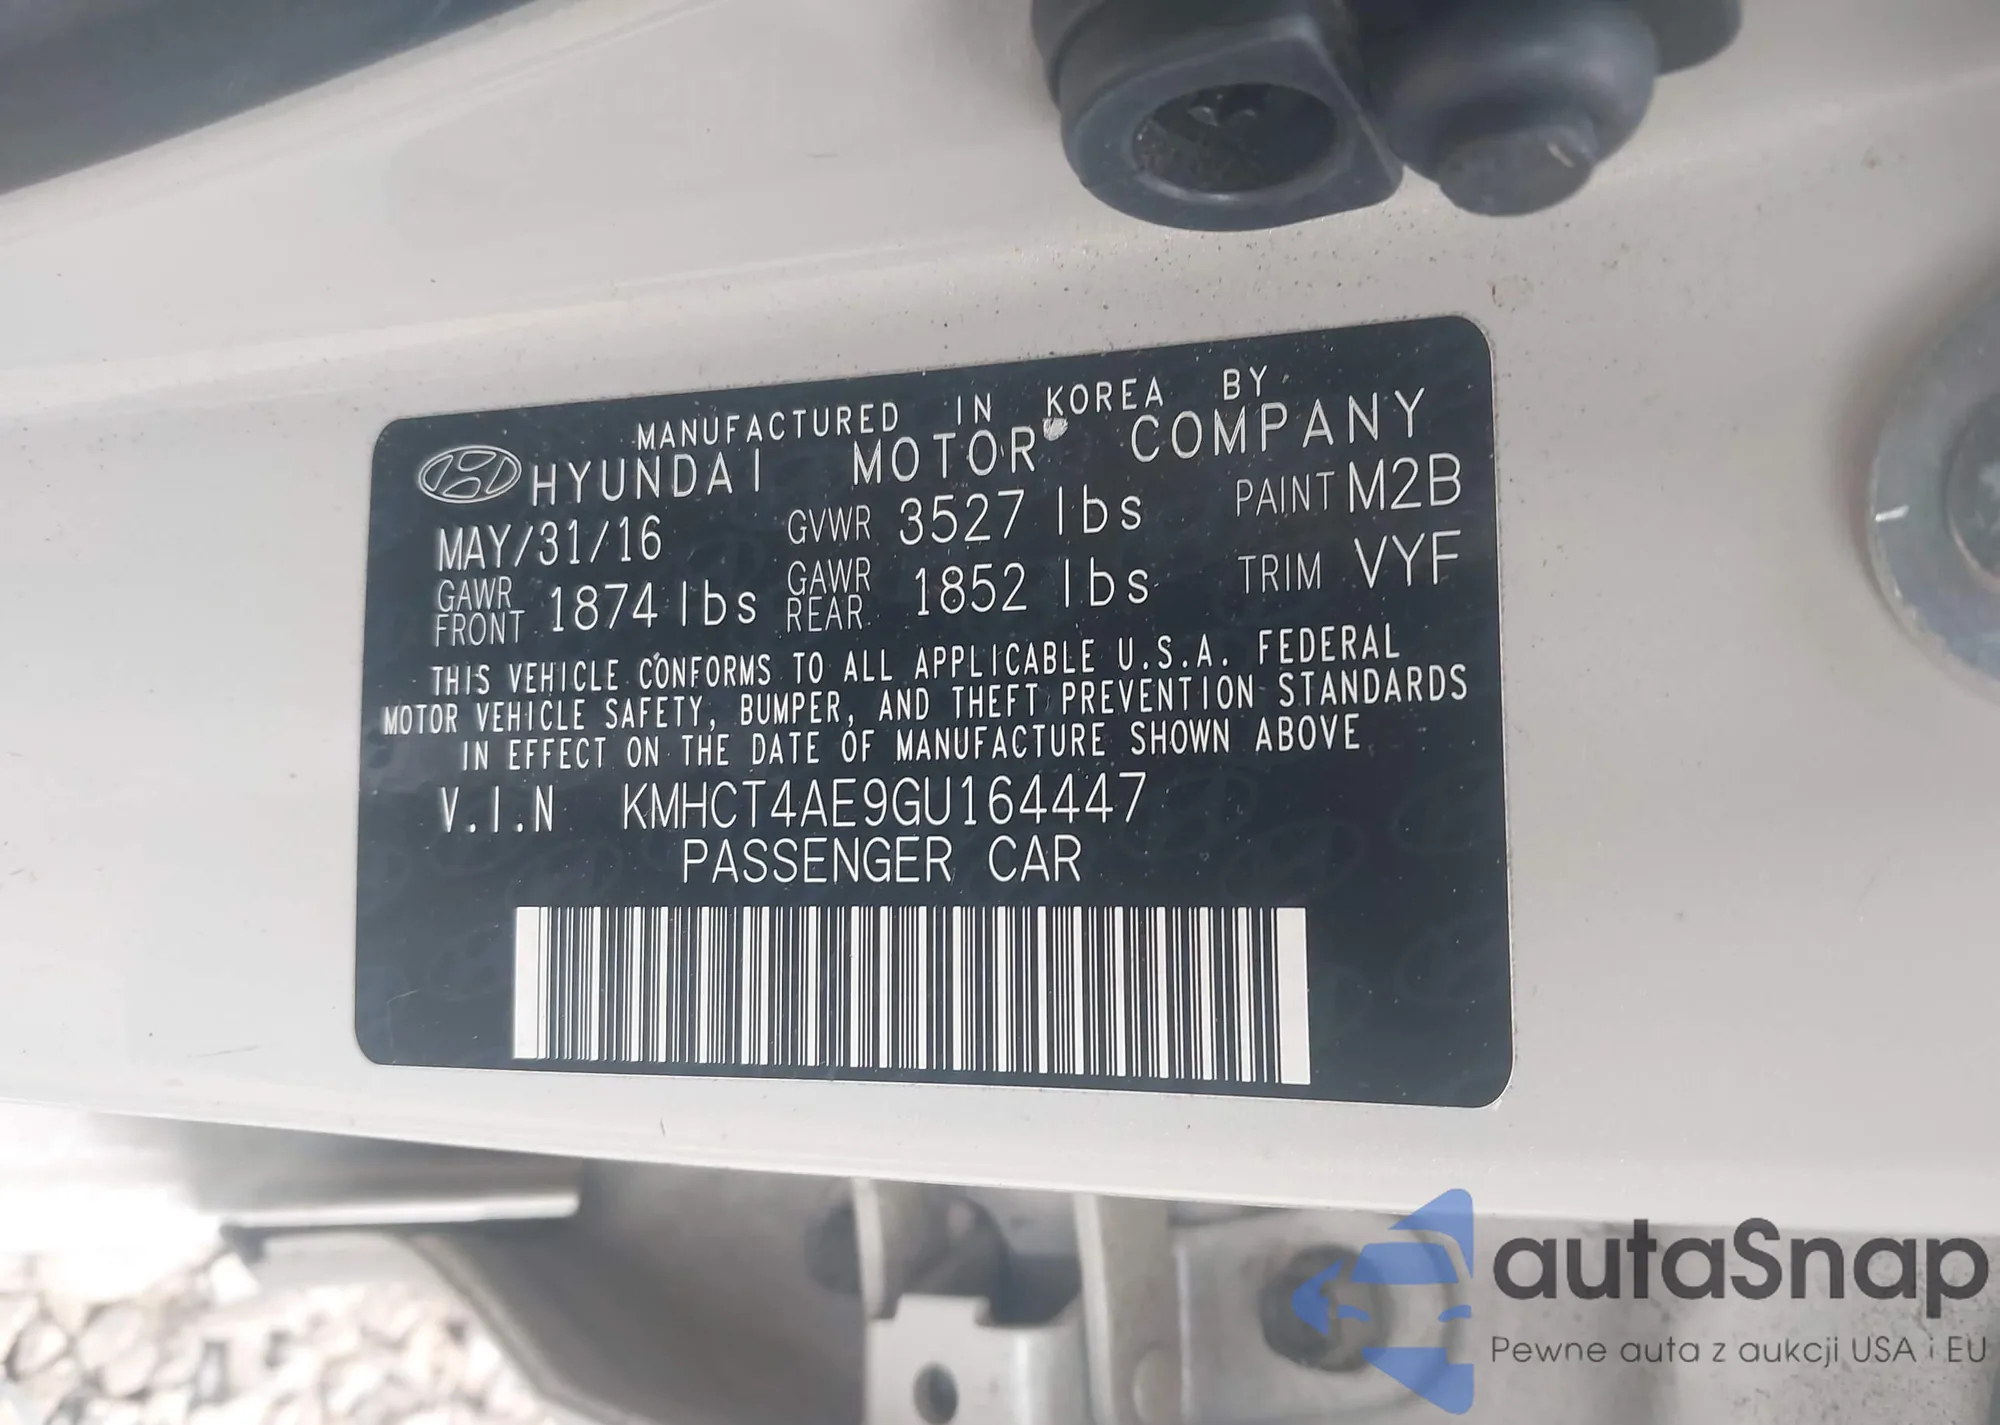 MANUFACTURED IN KOREA BY
HYUNDAI MOTOR COMPANY
MAY/31/16 GVWR 3527 lbs PAINT M2B
GAWR FRONT 1874 lbs GAWR REAR 1852 lbs TRIM VYF
THIS VEHICLE CONFORMS TO ALL APPLICABLE U.S.A. FEDERAL
MOTOR VEHICLE SAFETY, BUMPER, AND THEFT PREVENTION STANDARDS
IN EFFECT ON THE DATE OF MANUFACTURE SHOWN ABOVE
V.I.N KMHCT4AE9GU164447
PASSENGER CAR
autaSnap
Pewne auta z aukcji USA i EU